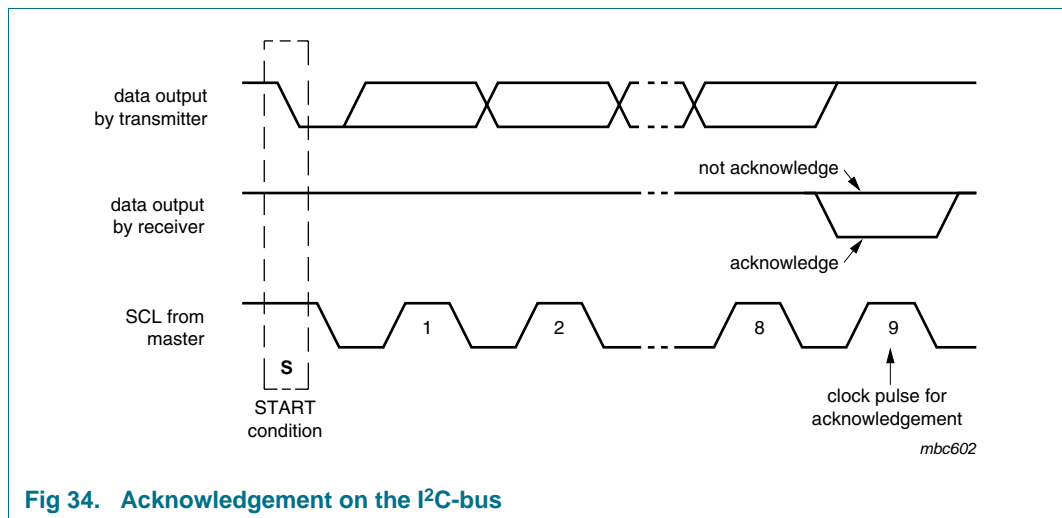 data output
by transmitter
not acknowledge
data output
by receiver
acknowledge
SCL from
master
1
2
8
9
S
START
condition
clock pulse for
acknowledgement
mbc602
Fig 34. Acknowledgement on the I²C-bus